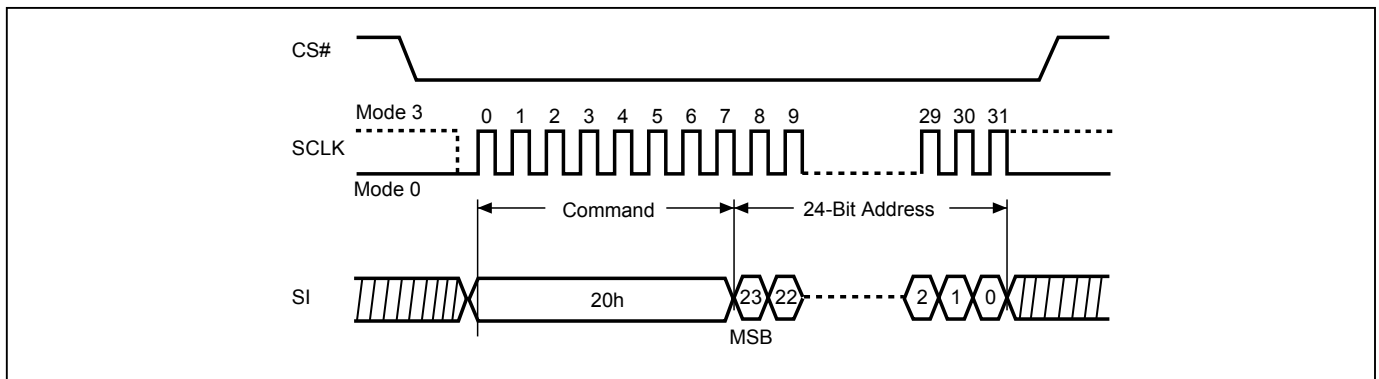 CS#
Mode 3
0 1 2 3 4 5 6 7 8 9 29 30 31
SCLK
Mode 0
Command 24-Bit Address
SI 20h 23 22 2 1 0
MSB